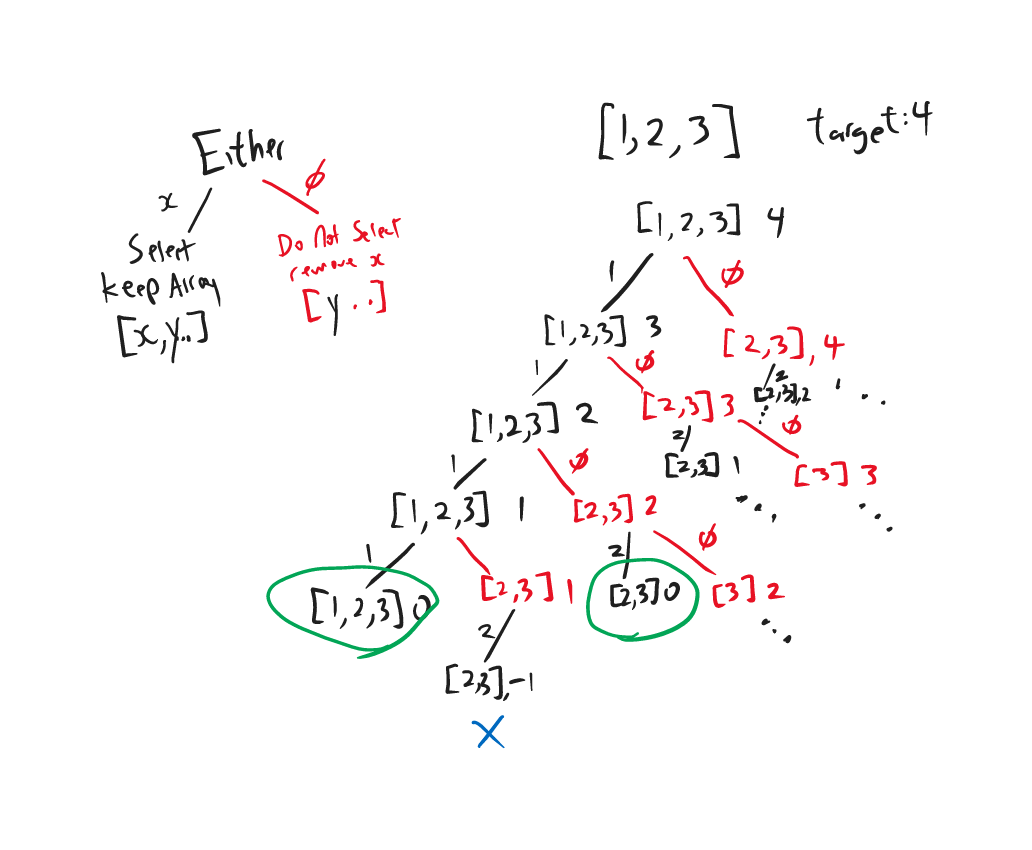 [1,2,3] target:4
Either
x ∅
Select
keep Array
[x,y..]
Do Not Select
remove x
[y..]
[1,2,3] 4
1 ∅
[1,2,3] 3
[2,3],4
1 ∅
2
[1,2,3] 2
[2,3] 3
[2,3],2
...
1 ∅
2 ∅
[1,2,3] 1
[2,3] 2
[2,3] 1
[3] 3
...
...
1
2 ∅
[1,2,3] 0
[2,3] 1
[2,3] 0
[3] 2
...
2
[2,3],-1
X